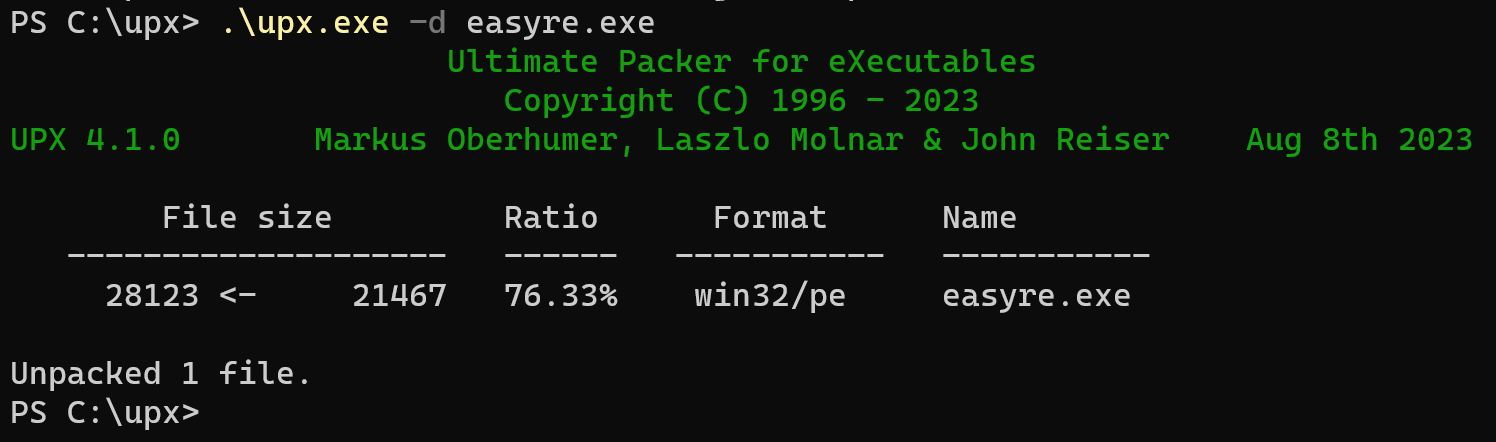 PS C:\upx> .\upx.exe -d easyre.exe
Ultimate Packer for eXecutables
Copyright (C) 1996 - 2023
UPX 4.1.0       Markus Oberhumer, Laszlo Molnar & John Reiser    Aug 8th 2023
File size         Ratio      Format      Name
--------------------   ------   -----------   -----------
28123 <-     21467   76.33%    win32/pe     easyre.exe
Unpacked 1 file.
PS C:\upx>